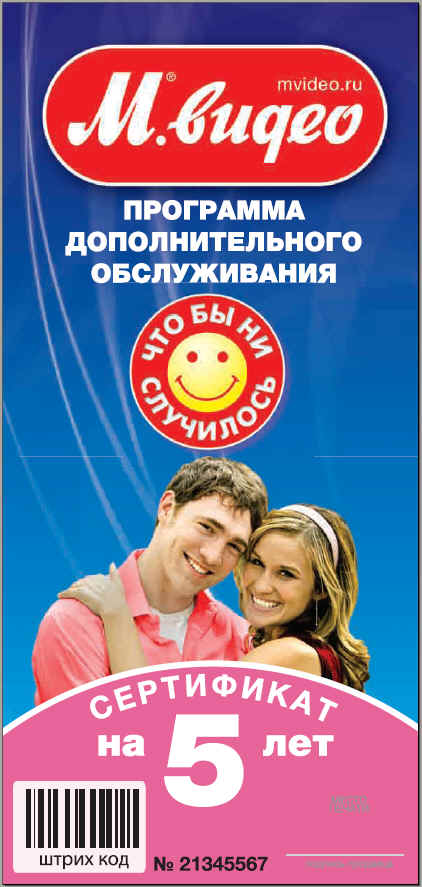 mvideo.ru
М.видео®
ПРОГРАММА
ДОПОЛНИТЕЛЬНОГО
ОБСЛУЖИВАНИЯ
ЧТО БЫ НИ
СЛУЧИЛОСЬ
СЕРТИФИКАТ
на 5 лет
штрих код
№ 21345567